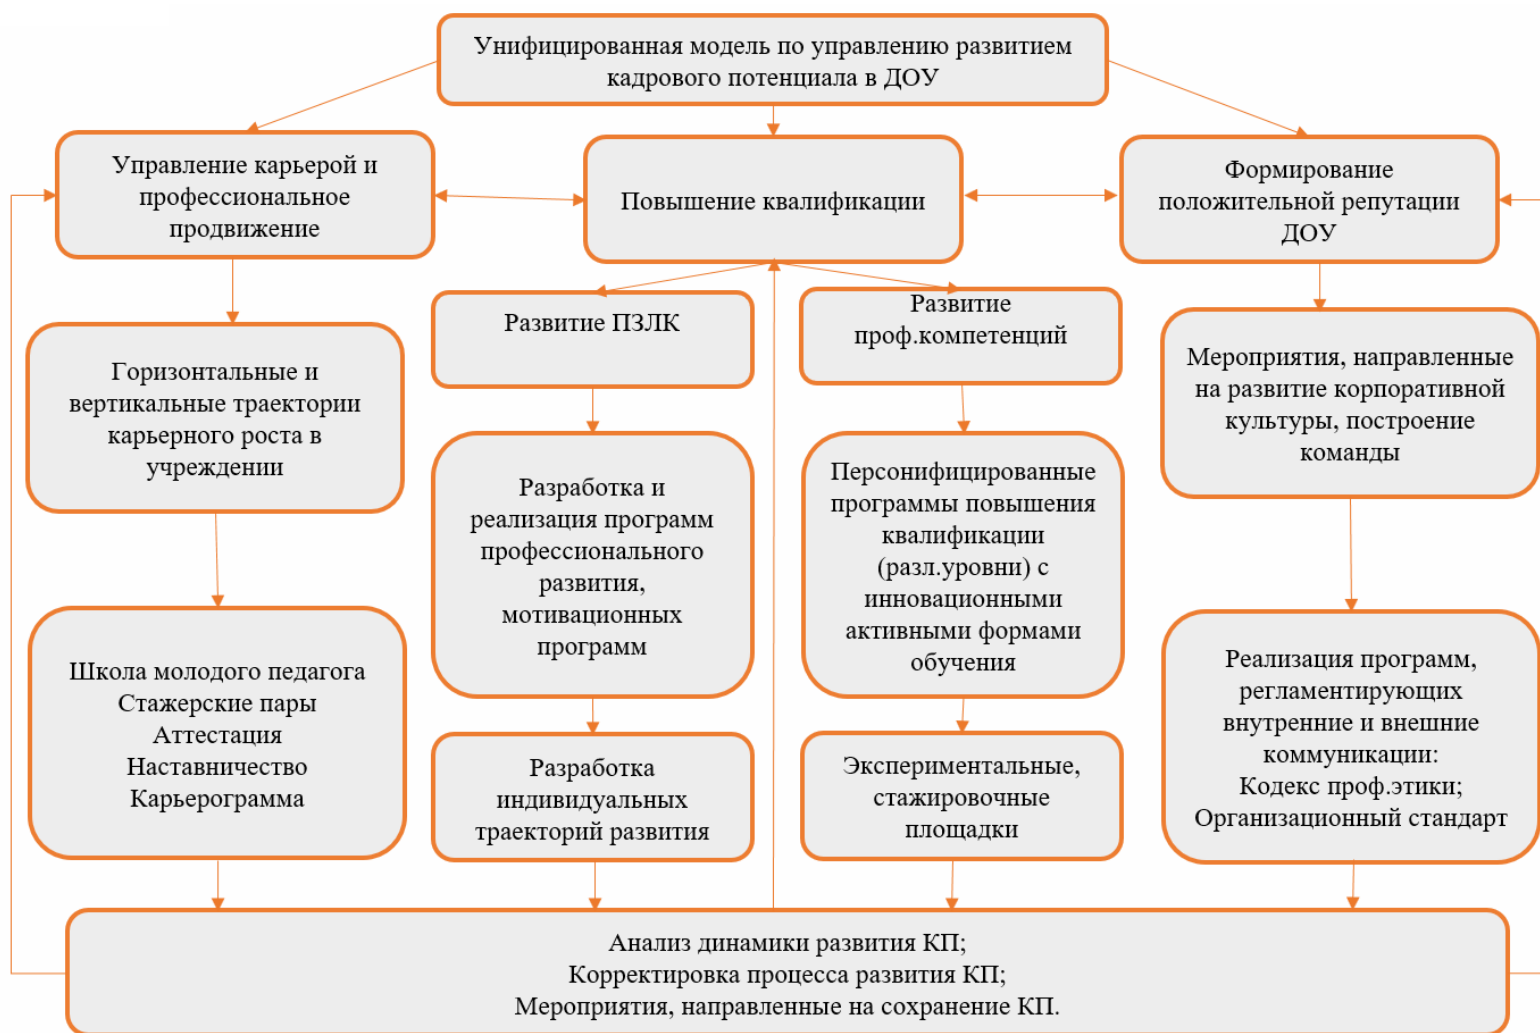 Унифицированная модель по управлению развитием
кадрового потенциала в ДОУ
Управление карьерой и
профессиональное
продвижение
Повышение квалификации
Формирование
положительной репутации
ДОУ
Горизонтальные и
вертикальные траектории
карьерного роста в
учреждении
Развитие ПЗЛК
Развитие
проф.компетенций
Мероприятия, направленные
на развитие корпоративной
культуры, построение
команды
Разработка и
реализация программ
профессионального
развития,
мотивационных
программ
Персонифицированные
программы повышения
квалификации
(разл.уровни) с
инновационными
активными формами
обучения
Школа молодого педагога
Стажерские пары
Аттестация
Наставничество
Карьерограмма
Разработка
индивидуальных
траекторий развития
Экспериментальные,
стажировочные
площадки
Реализация программ,
регламентирующих
внутренние и внешние
коммуникации:
Кодекс проф.этики;
Организационный стандарт
Анализ динамики развития КП;
Корректировка процесса развития КП;
Мероприятия, направленные на сохранение КП.